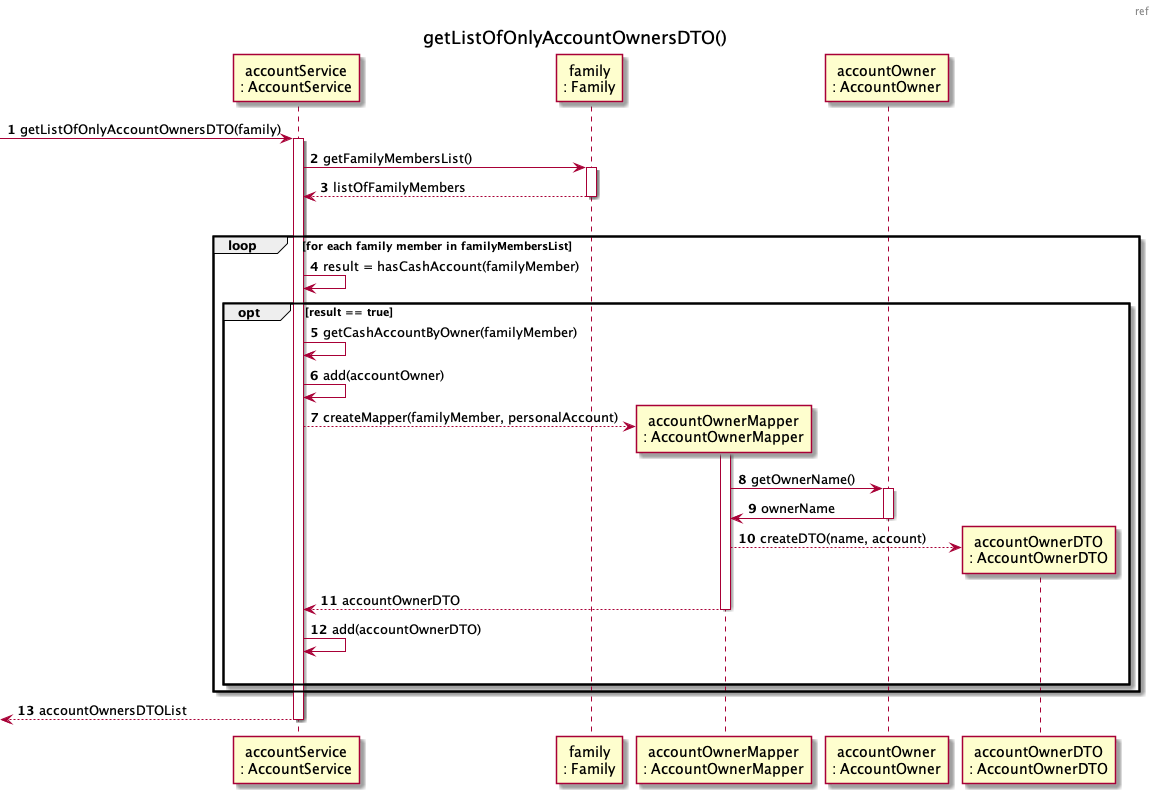 ref
getListOfOnlyAccountOwnersDTO()
accountService
: AccountService
family
: Family
accountOwner
: AccountOwner
1 getListOfOnlyAccountOwnersDTO(family)
2 getFamilyMembersList()
3 listOfFamilyMembers
loop [for each family member in familyMembersList]
4 result = hasCashAccount(familyMember)
opt [result == true]
5 getCashAccountByOwner(familyMember)
6 add(accountOwner)
7 createMapper(familyMember, personalAccount)
accountOwnerMapper
: AccountOwnerMapper
8 getOwnerName()
9 ownerName
10 createDTO(name, account)
accountOwnerDTO
: AccountOwnerDTO
11 accountOwnerDTO
12 add(accountOwnerDTO)
13 accountOwnersDTOList
accountService
: AccountService
family
: Family
accountOwnerMapper
: AccountOwnerMapper
accountOwner
: AccountOwner
accountOwnerDTO
: AccountOwnerDTO